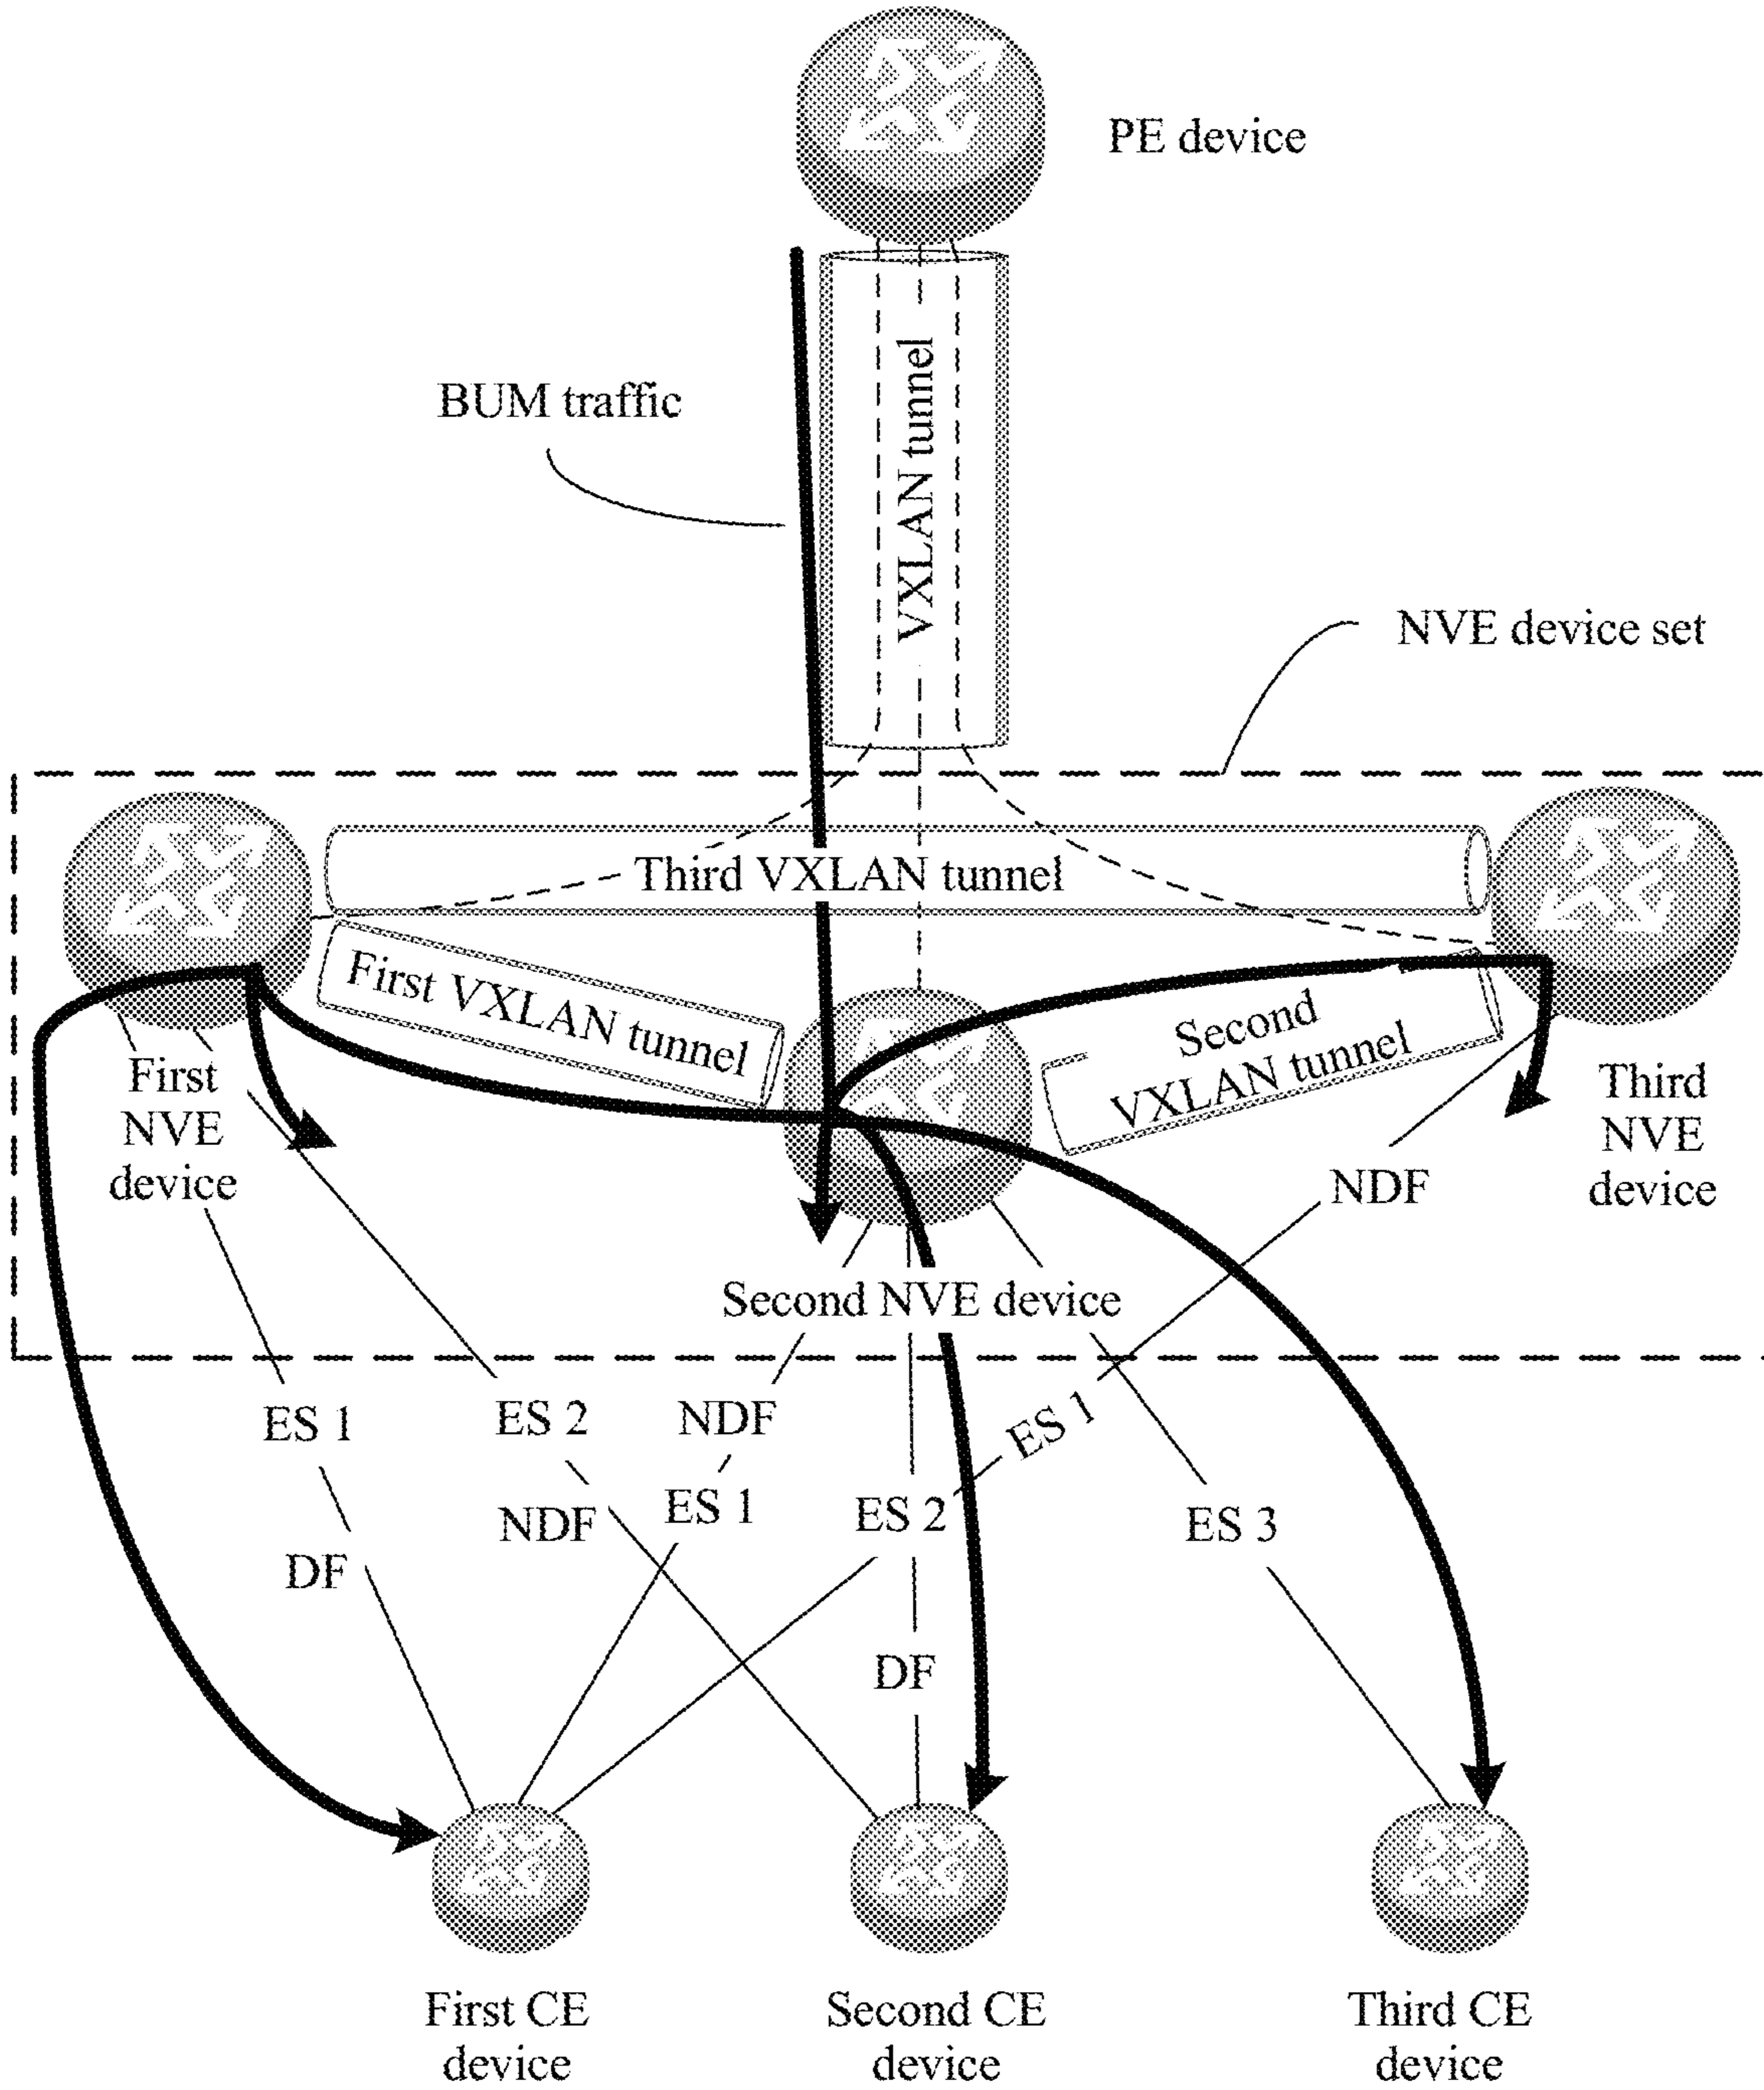 PE device
BUM traffic
VXLAN tunnel
NVE device set
Third VXLAN tunnel
First VXLAN tunnel
Second
VXLAN tunnel
First
NVE
device
Third
NVE
device
NDF
Second NVE device
ES 1
ES 2
NDF
ES 1
NDF
ES 1
ES 2
ES 3
DF
DF
First CE
device
Second CE
device
Third CE
device